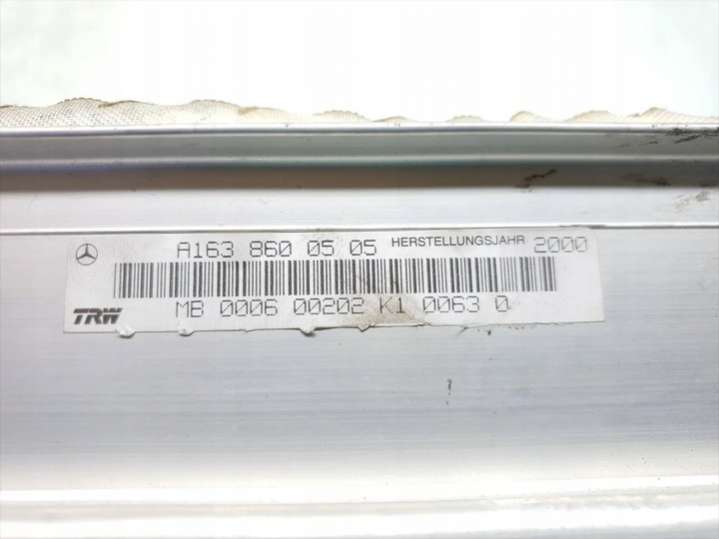 A163 860 05 05 HERSTELLUNGSJAHR 2000
TRW MB 0006 00202 K1 0063 0